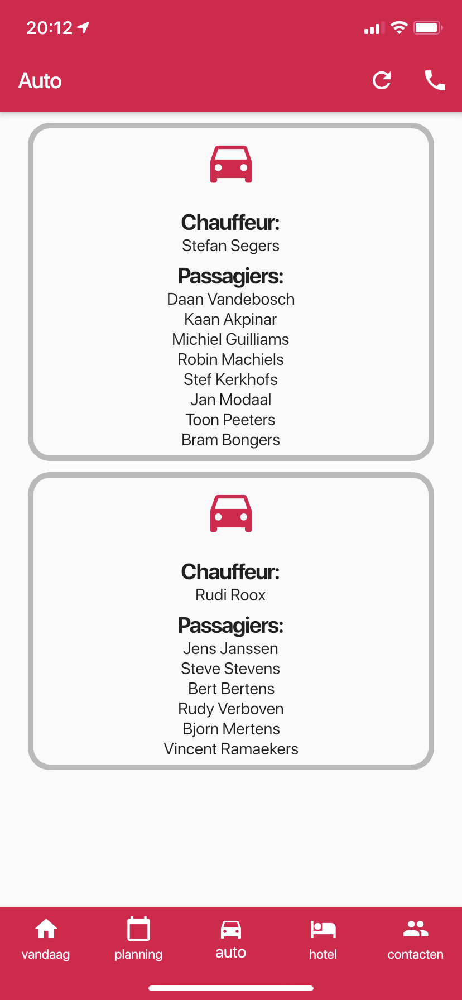 20:12
Auto
Chauffeur:
Stefan Segers
Passagiers:
Daan Vandebosch
Kaan Akpinar
Michiel Guilliams
Robin Machiels
Stef Kerkhofs
Jan Modaal
Toon Peeters
Bram Bongers
Chauffeur:
Rudi Roox
Passagiers:
Jens Janssen
Steve Stevens
Bert Bertens
Rudy Verboven
Bjorn Mertens
Vincent Ramaekers
vandaag planning auto hotel contacten